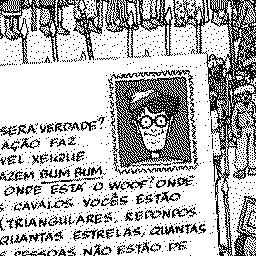 SERÁ VERDADE?
AÇÃO FAZ
VEL XEIQUE
AZEM BUM BUM.
ONDE ESTÁ O WOOF? ONDE
S CAVALOS VOCÊS ESTÃO
(TRIANGULARES, REDONDOS
QUANTAS ESTRELAS, QUANTAS
S PESSOAS NÃO ESTÃO DE